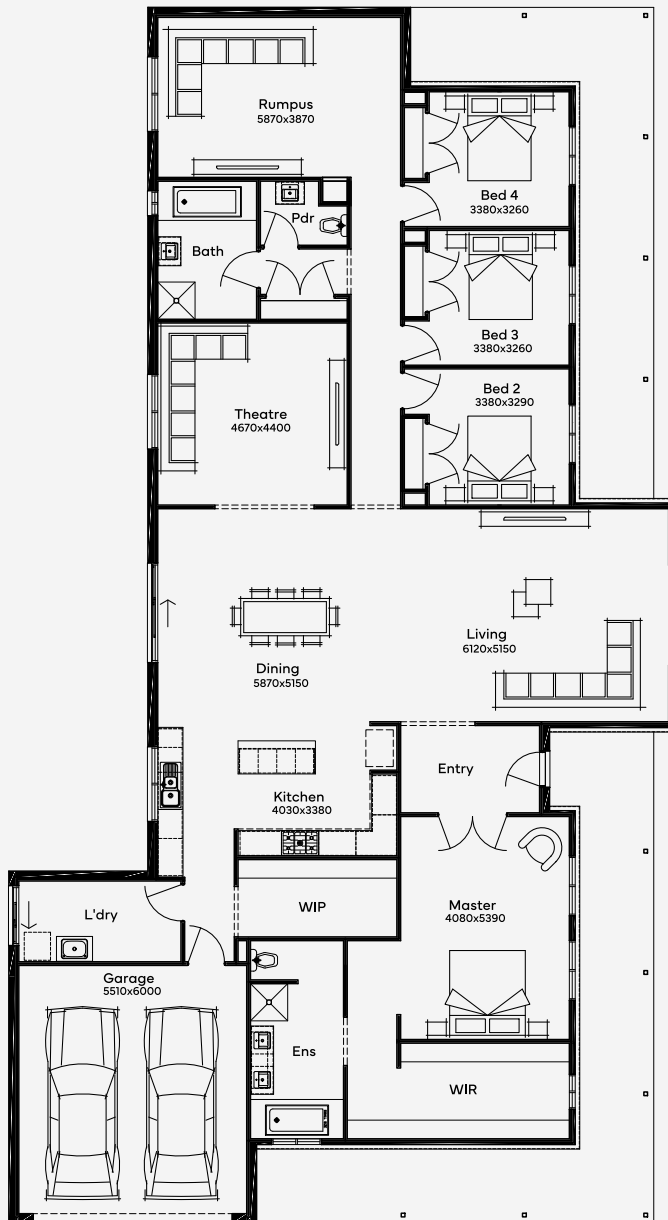 Rumpus
5870x3870
Bed 4
3380x3260
Pdr
Bath
Bed 3
3380x3260
Bed 2
3380x3290
Theatre
4670x4400
Living
6120x5150
Dining
5870x5150
Entry
Kitchen
4030x3380
WIP
Master
4080x5390
L'dry
Garage
5510x6000
Ens
WIR